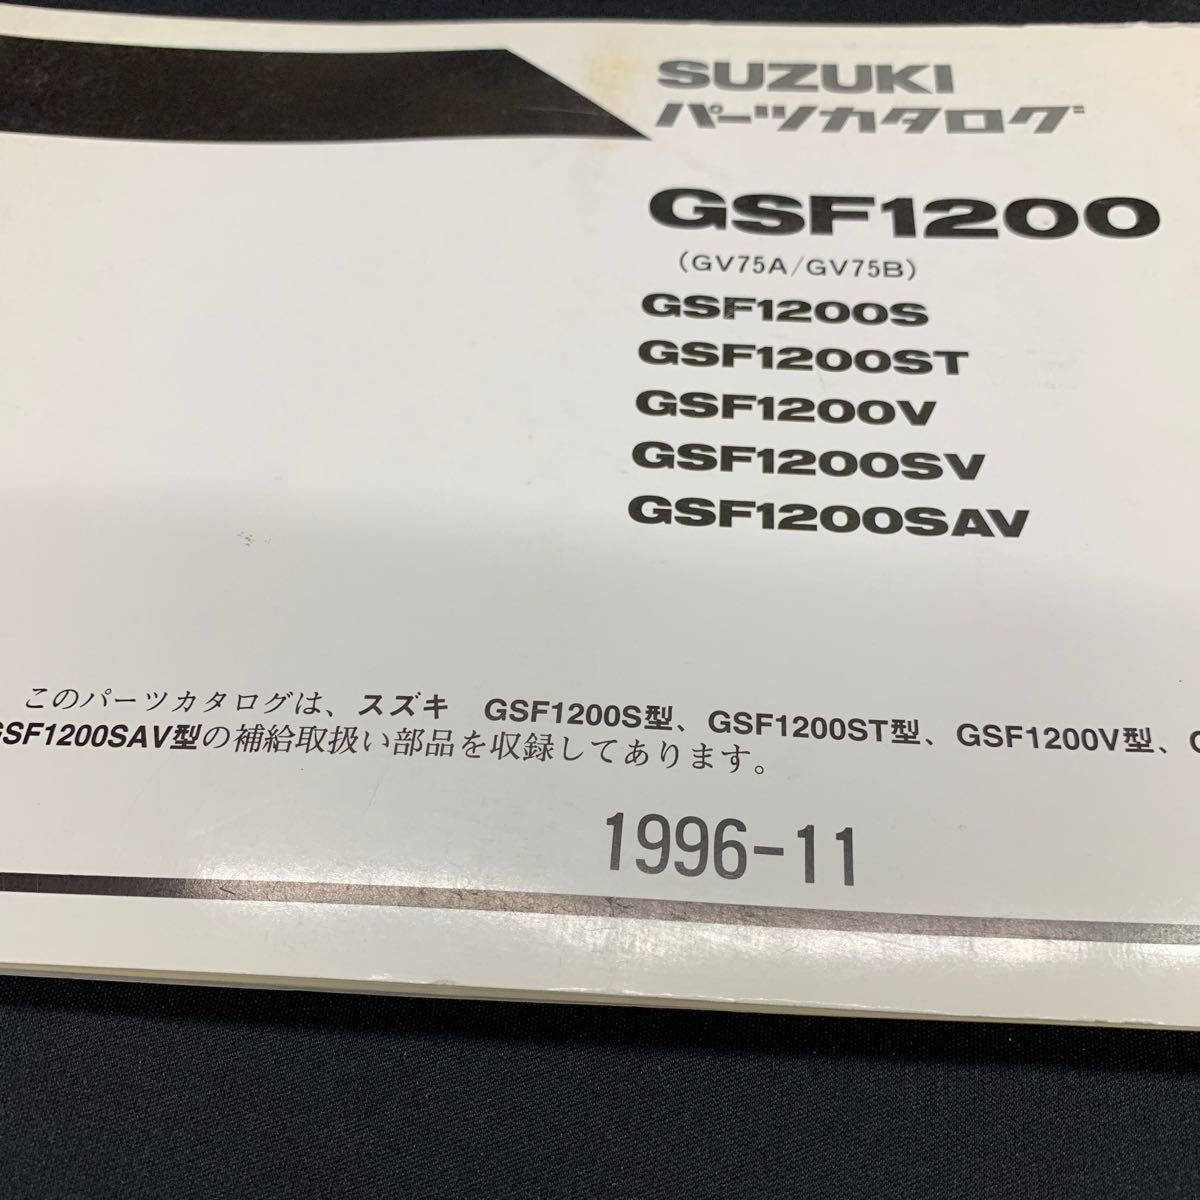 SUZUKI
パーツカタログ
GSF1200
(GV75A/GV75B)
GSF1200S
GSF1200ST
GSF1200V
GSF1200SV
GSF1200SAV
このパーツカタログは、スズキ GSF1200S型、GSF1200ST型、GSF1200V型、G
GSF1200SAV型の補給取扱い部品を収録してあります。
1996-11